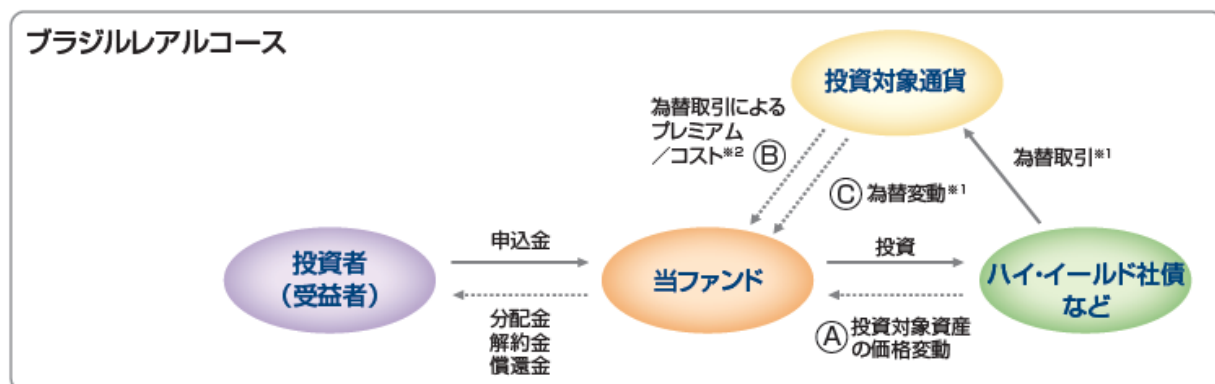 ブラジルレアルコース
投資対象通貨
為替取引による
プレミアム
／コスト※2 Ⓑ
為替取引※1
Ⓒ 為替変動※1
投資者
（受益者）
申込金
分配金
解約金
償還金
当ファンド
投資
Ⓐ 投資対象資産
の価格変動
ハイ・イールド社債
など